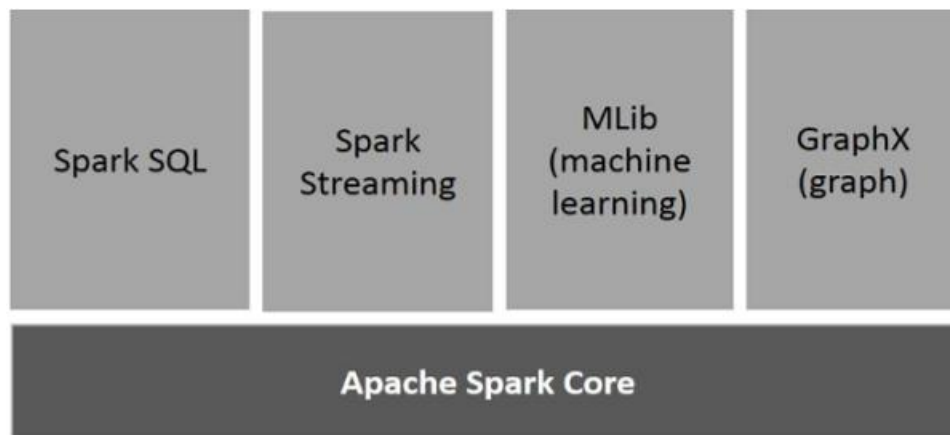 Spark SQL
Spark
Streaming
MLib
(machine
learning)
GraphX
(graph)
Apache Spark Core